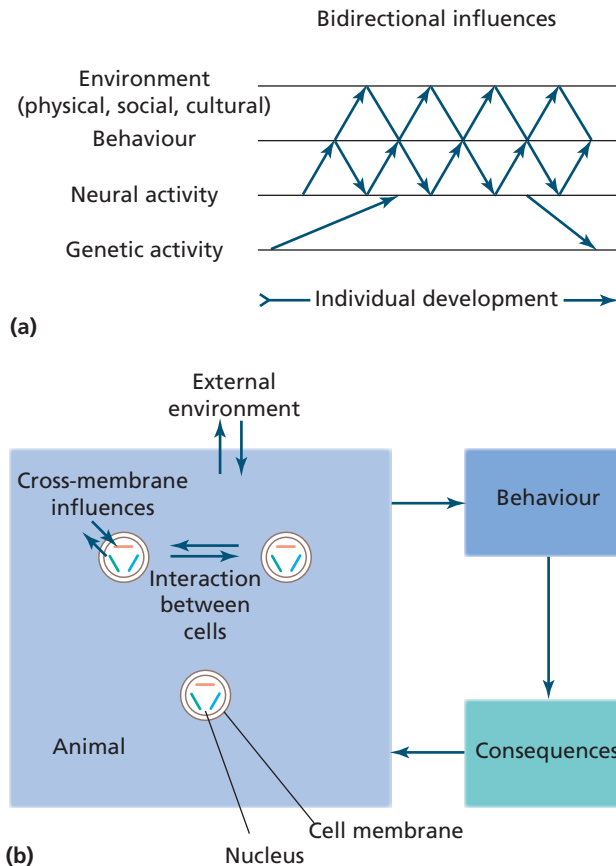 Bidirectional influences
Environment
(physical, social, cultural)
Behaviour
Neural activity
Genetic activity
Individual development
(a)
External
environment
Cross-membrane
influences
Behaviour
Interaction
between
cells
Animal
Consequences
Cell membrane
Nucleus
(b)